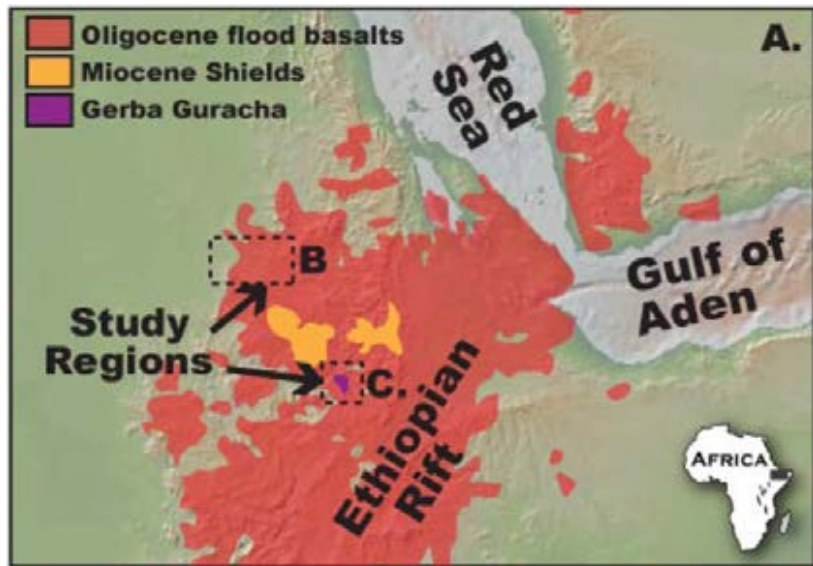 Oligocene flood basalts
Miocene Shields
Gerba Guracha
A.
Red
Sea
B
Gulf of
Aden
Study
Regions
C.
Ethiopian
Rift
AFRICA